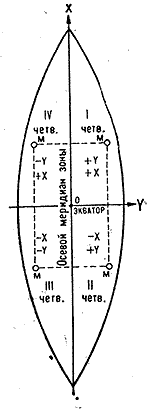 X
IV I
четв. четв.
М М
-У +У
+X +X
Осевой меридиан зоны
О У
ЭКВАТОР
-X -X
-У +У
М М
III II
четв. четв.